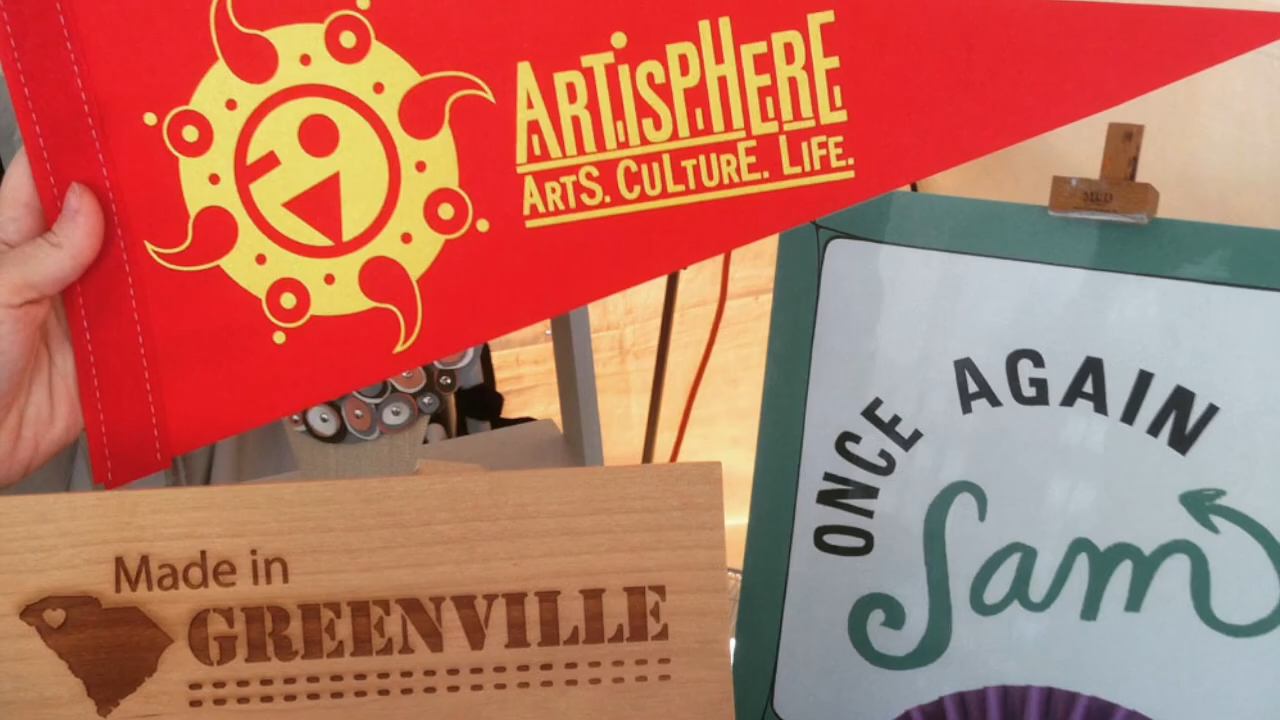 ARTISPHERE
ARTS. CULTURE. LIFE.
Made in
GREENVILLE
ONCE AGAIN
Sam